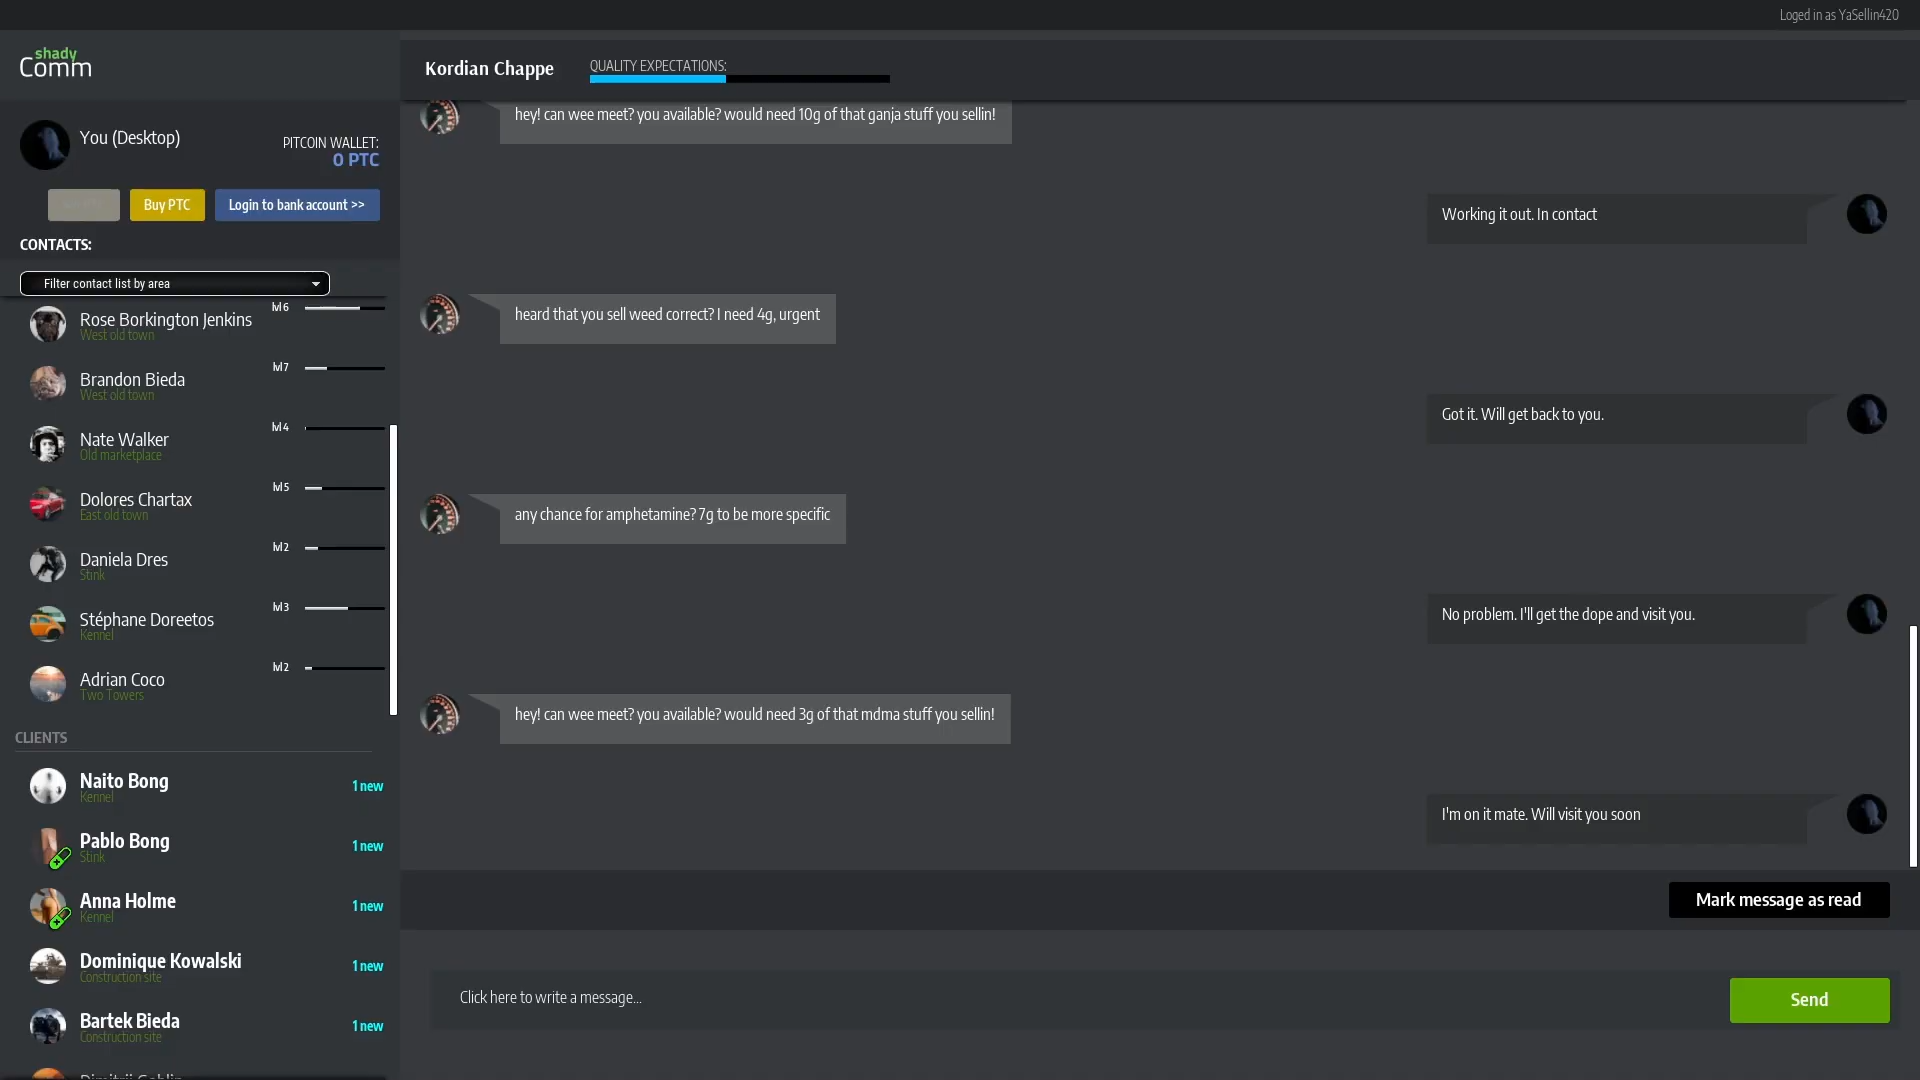 Loged in as YaSellin420
shady
Comm
You (Desktop)
PITCOIN WALLET:
0 PTC
Buy PTC
Login to bank account >>
CONTACTS:
Filter contact list by area
Rose Borkington Jenkins
West old town
lvl 6
Brandon Bieda
West old town
lvl 7
Nate Walker
Old marketplace
lvl 4
Dolores Chartax
East old town
lvl 5
Daniela Dres
Stink
lvl 2
Stéphane Doreetos
Kennel
lvl 3
Adrian Coco
Two Towers
lvl 2
CLIENTS
Naito Bong
Kennel
1 new
Pablo Bong
Stink
1 new
Anna Holme
Kennel
1 new
Dominique Kowalski
Construction site
1 new
Bartek Bieda
Construction site
1 new
Kordian Chappe
QUALITY EXPECTATIONS:
hey! can wee meet? you available? would need 10g of that ganja stuff you sellin!
Working it out. In contact
heard that you sell weed correct? I need 4g, urgent
Got it. Will get back to you.
any chance for amphetamine? 7g to be more specific
No problem. I'll get the dope and visit you.
hey! can wee meet? you available? would need 3g of that mdma stuff you sellin!
I'm on it mate. Will visit you soon
Mark message as read
Click here to write a message...
Send